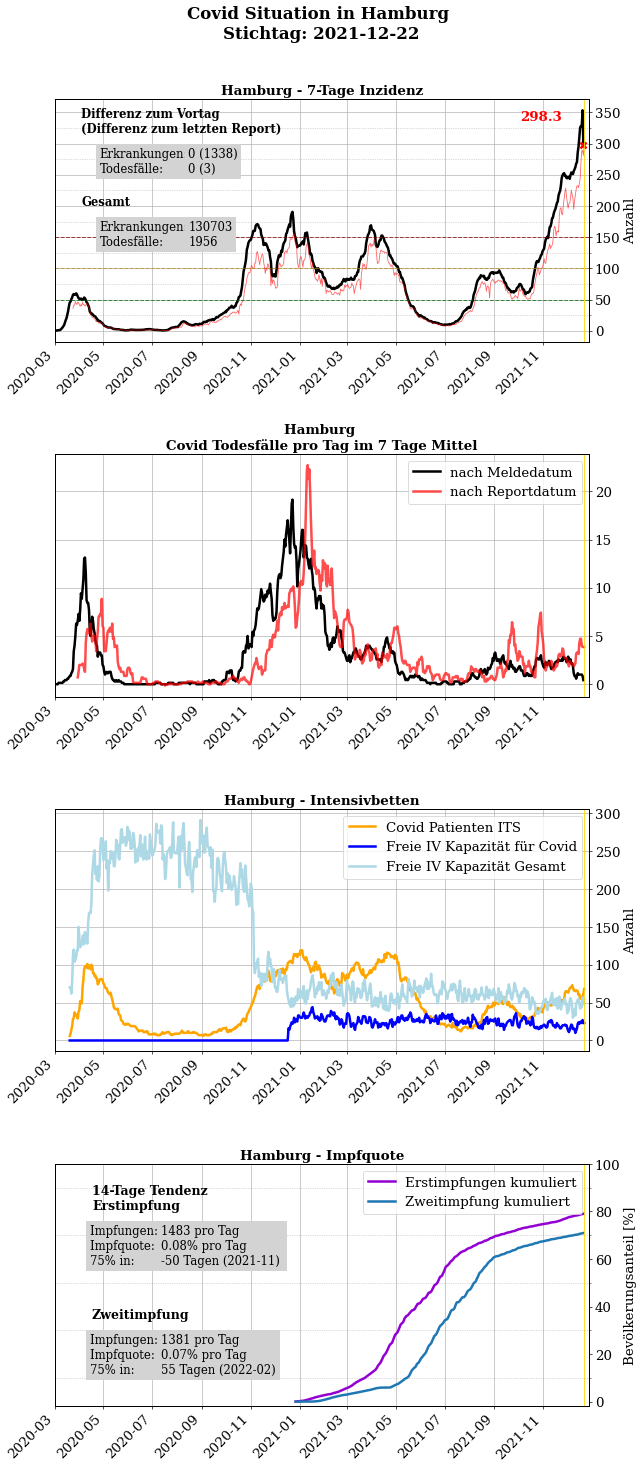 Covid Situation in Hamburg
Stichtag: 2021-12-22
Hamburg - 7-Tage Inzidenz
Differenz zum Vortag
(Differenz zum letzten Report)
Erkrankungen 0 (1338)
Todesfälle: 0 (3)
Gesamt
Erkrankungen 130703
Todesfälle: 1956
298.3
350
300
250
200
150
100
50
0
Anzahl
2020-03
2020-05
2020-07
2020-09
2020-11
2021-01
2021-03
2021-05
2021-07
2021-09
2021-11
Hamburg
Covid Todesfälle pro Tag im 7 Tage Mittel
nach Meldedatum
nach Reportdatum
20
15
10
5
0
2020-03
2020-05
2020-07
2020-09
2020-11
2021-01
2021-03
2021-05
2021-07
2021-09
2021-11
Hamburg - Intensivbetten
Covid Patienten ITS
Freie IV Kapazität für Covid
Freie IV Kapazität Gesamt
300
250
200
150
100
50
0
Anzahl
2020-03
2020-05
2020-07
2020-09
2020-11
2021-01
2021-03
2021-05
2021-07
2021-09
2021-11
Hamburg - Impfquote
14-Tage Tendenz
Erstimpfung
Impfungen: 1483 pro Tag
Impfquote: 0.08% pro Tag
75% in: -50 Tagen (2021-11)
Zweitimpfung
Impfungen: 1381 pro Tag
Impfquote: 0.07% pro Tag
75% in: 55 Tagen (2022-02)
Erstimpfungen kumuliert
Zweitimpfung kumuliert
100
80
60
40
20
0
Bevölkerungsanteil [%]
2020-03
2020-05
2020-07
2020-09
2020-11
2021-01
2021-03
2021-05
2021-07
2021-09
2021-11